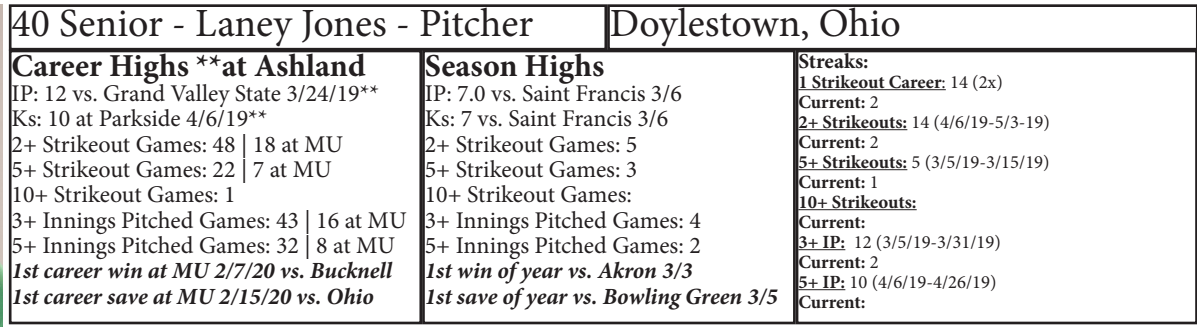 40 Senior - Laney Jones - Pitcher
Doylestown, Ohio
Career Highs **at Ashland
IP: 12 vs. Grand Valley State 3/24/19**
Ks: 10 at Parkside 4/6/19**
2+ Strikeout Games: 48 | 18 at MU
5+ Strikeout Games: 22 | 7 at MU
10+ Strikeout Games: 1
3+ Innings Pitched Games: 43 | 16 at MU
5+ Innings Pitched Games: 32 | 8 at MU
1st career win at MU 2/7/20 vs. Bucknell
1st career save at MU 2/15/20 vs. Ohio
Season Highs
IP: 7.0 vs. Saint Francis 3/6
Ks: 7 vs. Saint Francis 3/6
2+ Strikeout Games: 5
5+ Strikeout Games: 3
10+ Strikeout Games:
3+ Innings Pitched Games: 4
5+ Innings Pitched Games: 2
1st win of year vs. Akron 3/3
1st save of year vs. Bowling Green 3/5
Streaks:
1 Strikeout Career: 14 (2x)
Current: 2
2+ Strikeouts: 14 (4/6/19-5/3-19)
Current: 2
5+ Strikeouts: 5 (3/5/19-3/15/19)
Current: 1
10+ Strikeouts:
Current:
3+ IP: 12 (3/5/19-3/31/19)
Current: 2
5+ IP: 10 (4/6/19-4/26/19)
Current: